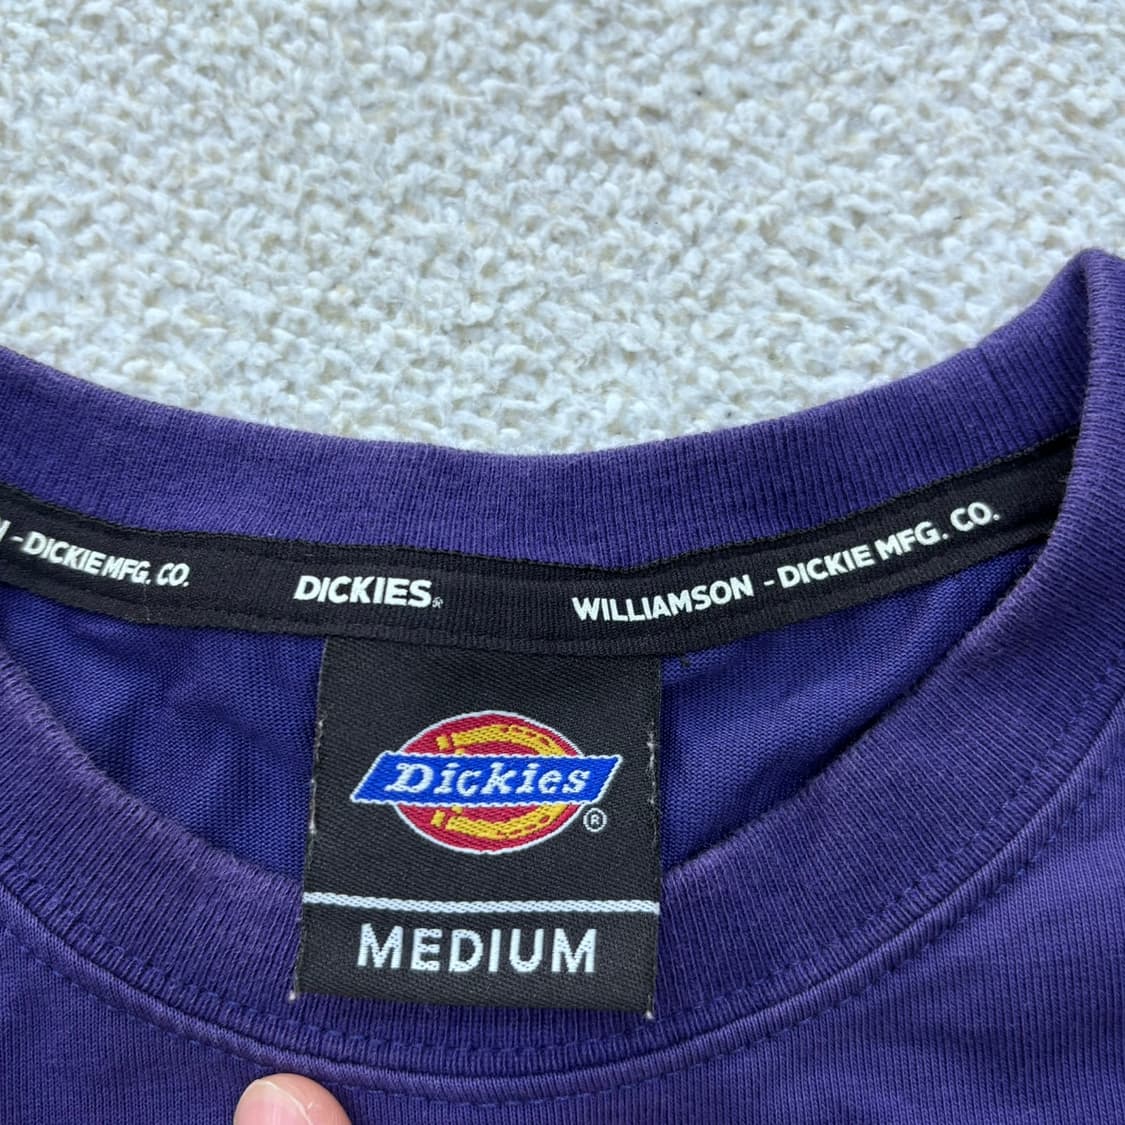 - DICKIE MFG. CO. DICKIES® WILLIAMSON - DICKIE MFG. CO.
Dickies®
MEDIUM